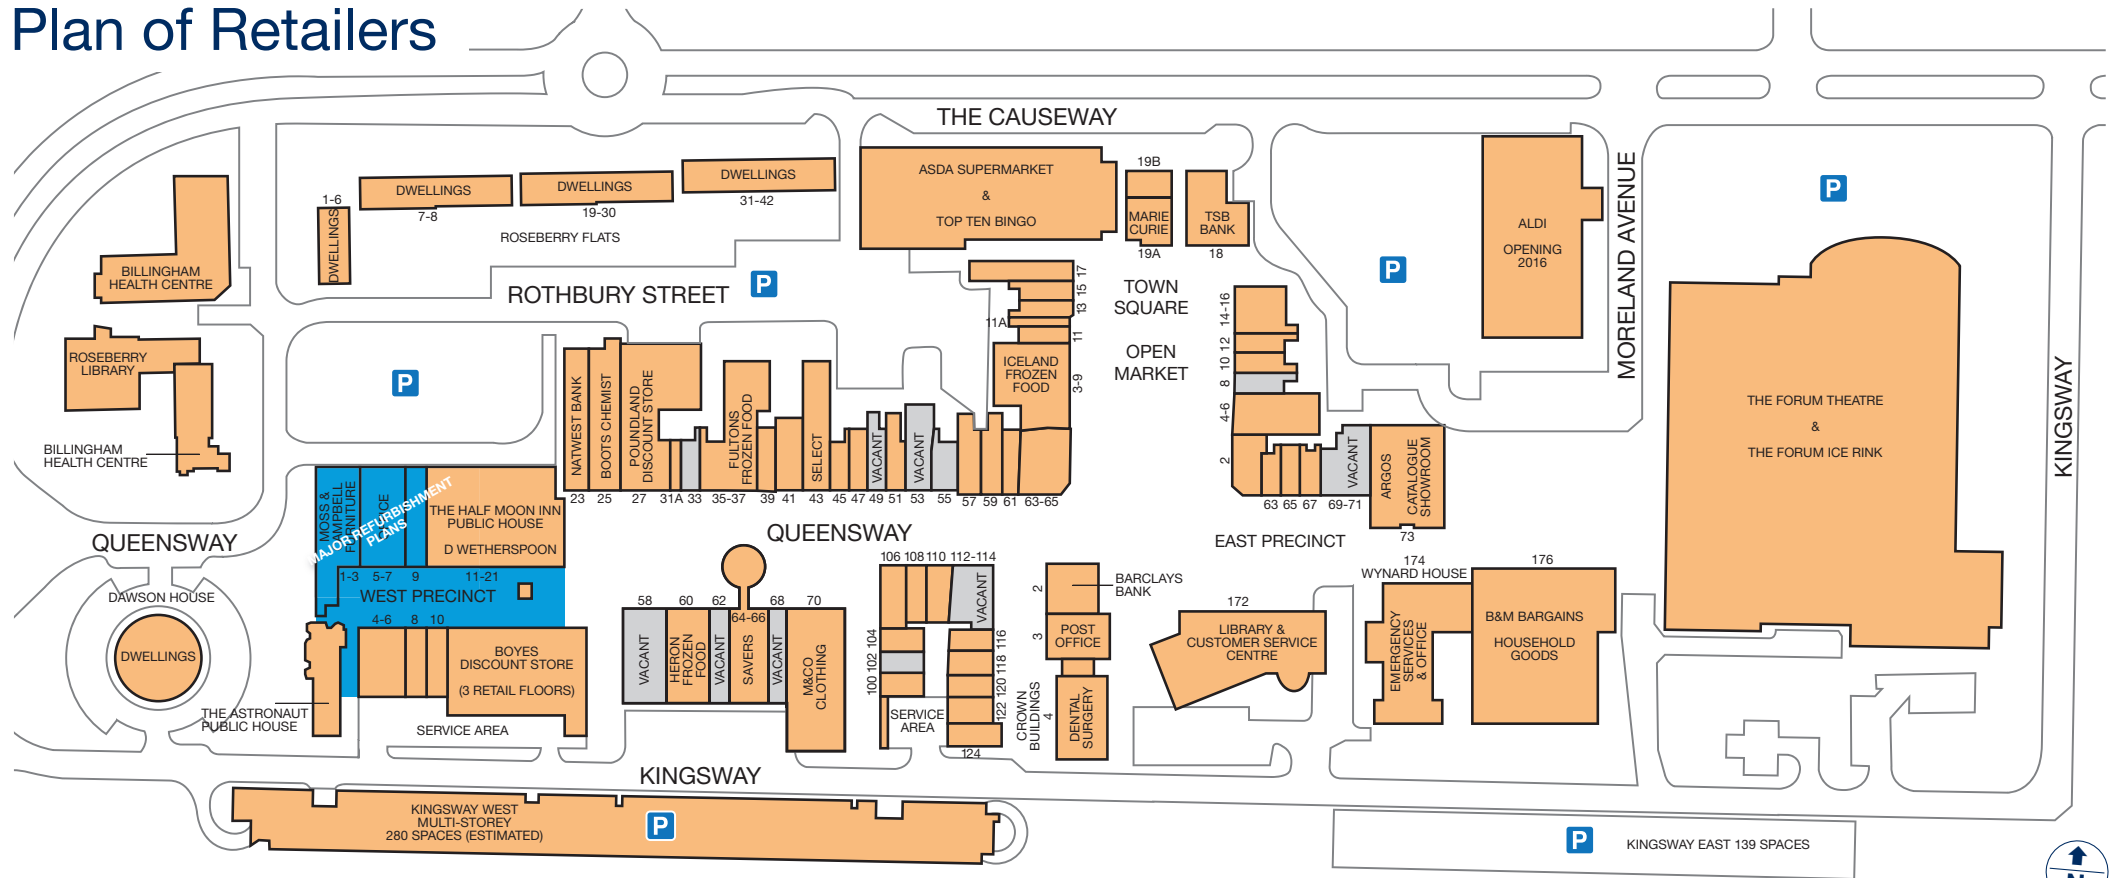 Plan of Retailers
THE CAUSEWAY
MORELAND AVENUE
KINGSWAY
P
1-6
DWELLINGS
DWELLINGS
7-8
DWELLINGS
19-30
DWELLINGS
31-42
ROSEBERRY FLATS
ASDA SUPERMARKET
&
TOP TEN BINGO
19B
MARIE
CURIE
19A
TSB
BANK
18
ALDI
OPENING
2016
P
BILLINGHAM
HEALTH CENTRE
ROTHBURY STREET
P
TOWN
SQUARE
OPEN
MARKET
17
15
13
11A
11
ICELAND
FROZEN
FOOD
3-9
14-16
12
10
8
4-6
2
ROSEBERRY
LIBRARY
BILLINGHAM
HEALTH CENTRE
P
THE FORUM THEATRE
&
THE FORUM ICE RINK
NATWEST BANK
BOOTS CHEMIST
POUNDLAND
DISCOUNT STORE
FULTONS
FROZEN FOOD
SELECT
VACANT
VACANT
23
25
27
31A
33
35-37
39
41
43
45
47
49
51
53
55
57
59
61
63-65
63
65
67
69-71
VACANT
ARGOS
CATALOGUE
SHOWROOM
73
QUEENSWAY
QUEENSWAY
EAST PRECINCT
MOSS &
FURNITURE
MAJOR REFURBISHMENT
PLANS
THE HALF MOON INN
PUBLIC HOUSE
D WETHERSPOON
1-3
5-7
9
11-21
WEST PRECINCT
4-6
8
10
DAWSON HOUSE
DWELLINGS
THE ASTRONAUT
PUBLIC HOUSE
BOYES
DISCOUNT STORE
(3 RETAIL FLOORS)
SERVICE AREA
58
60
62
64-66
68
70
VACANT
HERON
FROZEN
FOOD
VACANT
SAVERS
VACANT
M&CO
CLOTHING
106
108
110
112-114
VACANT
104
102
100
116
118
120
122
124
SERVICE
AREA
2
BARCLAYS
BANK
3
POST
OFFICE
CROWN
BUILDINGS
4
DENTAL
SURGERY
172
LIBRARY &
CUSTOMER SERVICE
CENTRE
174
WYNARD HOUSE
EMERGENCY
SERVICES
& OFFICE
176
B&M BARGAINS
HOUSEHOLD
GOODS
KINGSWAY
KINGSWAY WEST
MULTI-STOREY
280 SPACES (ESTIMATED)
P
P
KINGSWAY EAST 139 SPACES